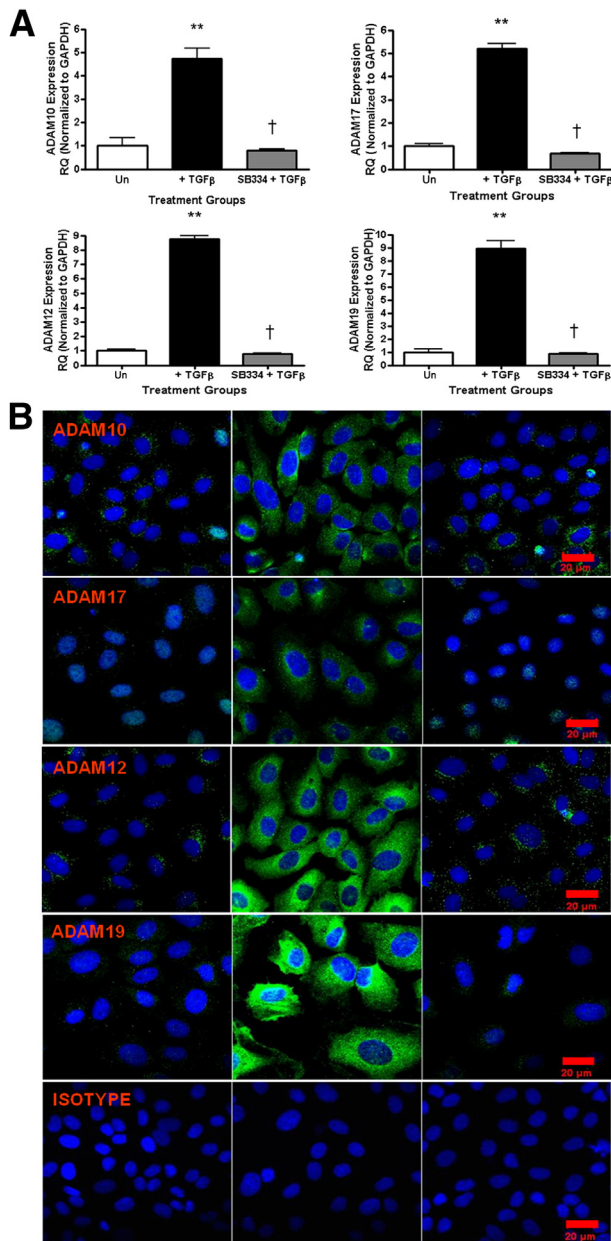 A
ADAM10 Expression
RQ (Normalized to GAPDH)
6
5
4
3
2
1
0
**
†
Un
+ TGFβ
SB334 + TGFβ
Treatment Groups
ADAM17 Expression
RQ (Normalized to GAPDH)
6
5
4
3
2
1
0
**
†
Un
+ TGFβ
SB334 + TGFβ
Treatment Groups
ADAM12 Expression
RQ (Normalized to GAPDH)
9
8
7
6
5
4
3
2
1
0
**
†
Un
+ TGFβ
SB334 + TGFβ
Treatment Groups
ADAM19 Expression
RQ (Normalized to GAPDH)
10
9
8
7
6
5
4
3
2
1
0
**
†
Un
+ TGFβ
SB334 + TGFβ
Treatment Groups
B
ADAM10
20 µm
ADAM17
20 µm
ADAM12
20 µm
ADAM19
20 µm
ISOTYPE
20 µm